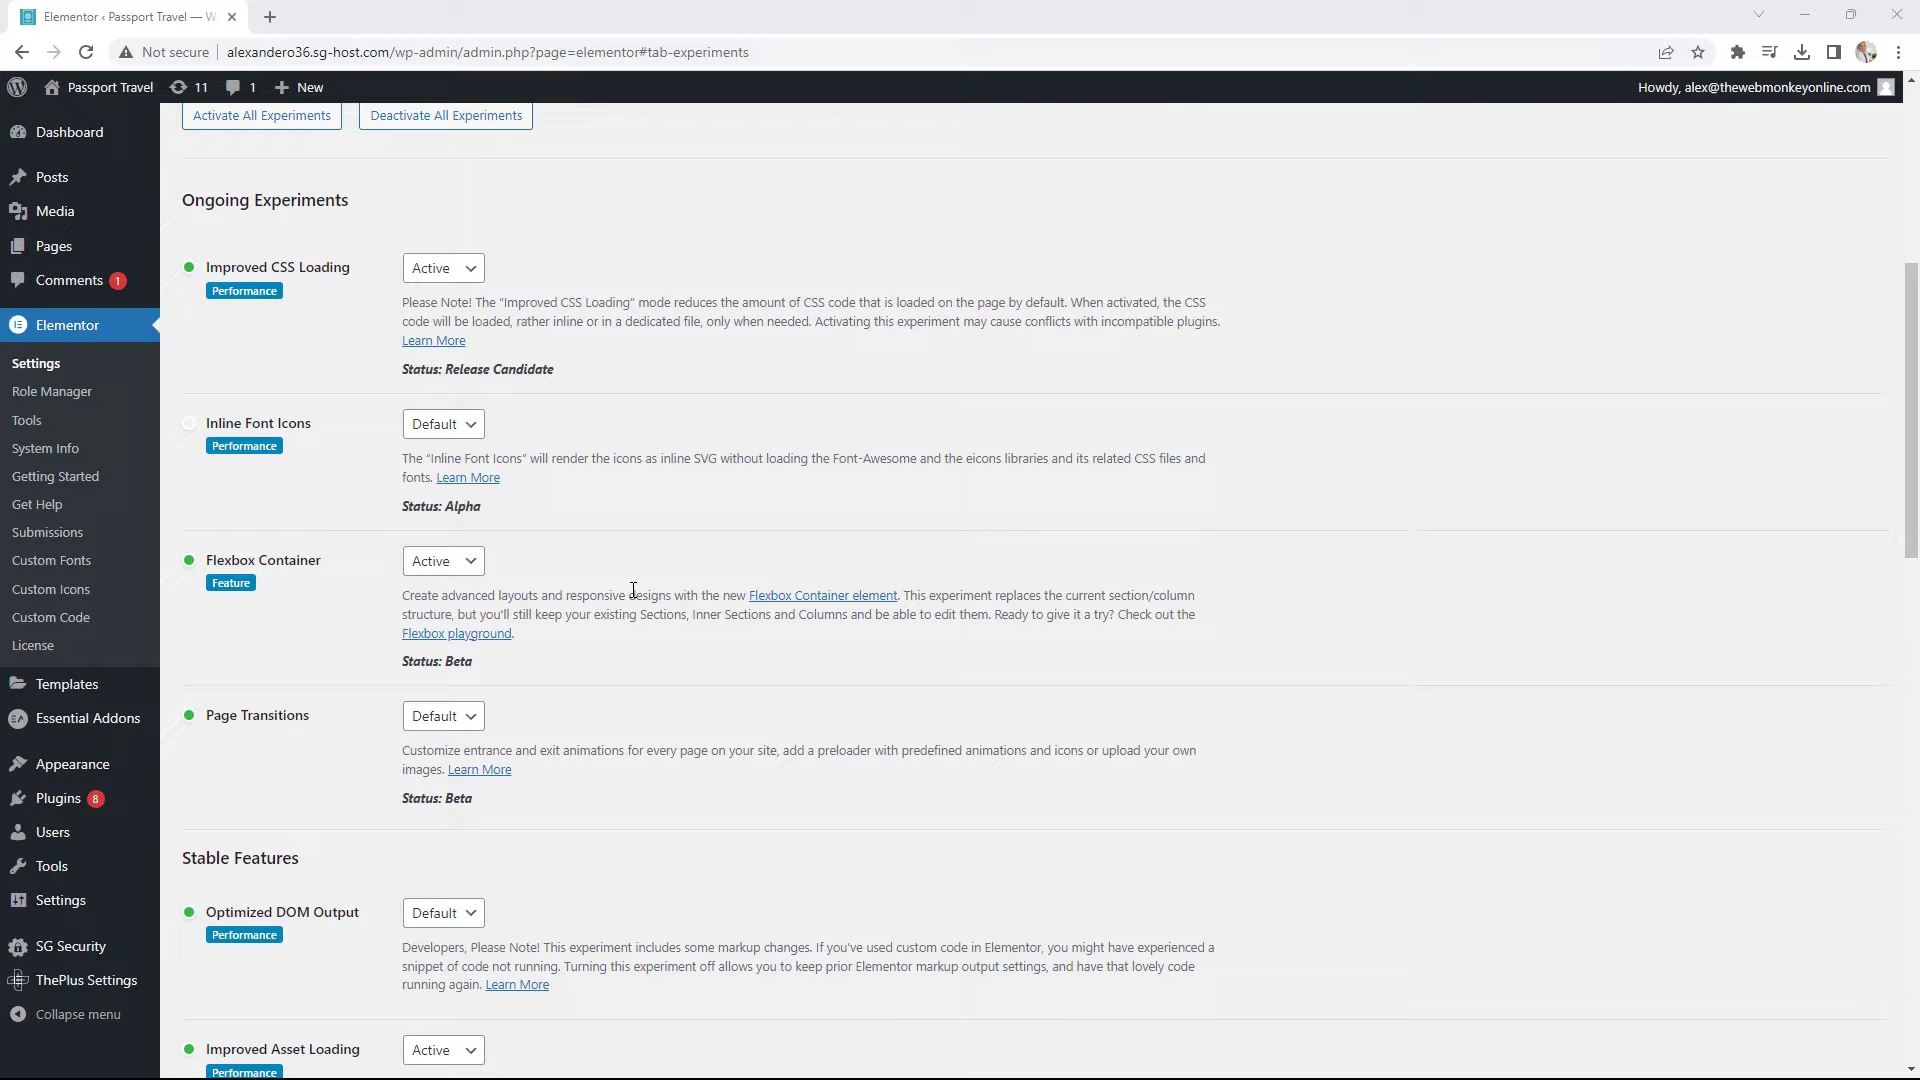 Elementor ‹ Passport Travel — W
Not secure
alexandero36.sg-host.com/wp-admin/admin.php?page=elementor#tab-experiments
Passport Travel
11
1
New
Howdy, alex@thewebmonkeyonline.com
Dashboard
Posts
Media
Pages
Comments 1
Elementor
Settings
Role Manager
Tools
System Info
Getting Started
Get Help
Submissions
Custom Fonts
Custom Icons
Custom Code
License
Templates
Essential Addons
Appearance
Plugins 8
Users
Tools
Settings
SG Security
ThePlus Settings
Collapse menu
Activate All Experiments
Deactivate All Experiments
Ongoing Experiments
Improved CSS Loading
Performance
Active
Please Note! The “Improved CSS Loading” mode reduces the amount of CSS code that is loaded on the page by default. When activated, the CSS
code will be loaded, rather inline or in a dedicated file, only when needed. Activating this experiment may cause conflicts with incompatible plugins.
Learn More
Status: Release Candidate
Inline Font Icons
Performance
Default
The “Inline Font Icons” will render the icons as inline SVG without loading the Font-Awesome and the eicons libraries and its related CSS files and
fonts. Learn More
Status: Alpha
Flexbox Container
Feature
Active
Create advanced layouts and responsive designs with the new Flexbox Container element. This experiment replaces the current section/column
structure, but you'll still keep your existing Sections, Inner Sections and Columns and be able to edit them. Ready to give it a try? Check out the
Flexbox playground.
Status: Beta
Page Transitions
Default
Customize entrance and exit animations for every page on your site, add a preloader with predefined animations and icons or upload your own
images. Learn More
Status: Beta
Stable Features
Optimized DOM Output
Performance
Default
Developers, Please Note! This experiment includes some markup changes. If you've used custom code in Elementor, you might have experienced a
snippet of code not running. Turning this experiment off allows you to keep prior Elementor markup output settings, and have that lovely code
running again. Learn More
Improved Asset Loading
Performance
Active